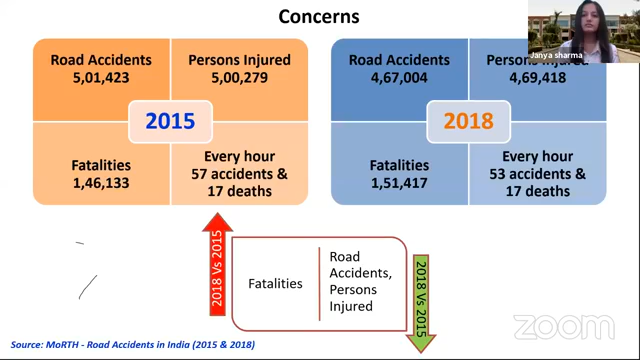 Concerns
Road Accidents
5,01,423
Persons Injured
5,00,279
2015
Fatalities
1,46,133
Every hour
57 accidents &
17 deaths
Road Accidents
4,67,004
Persons Injured
4,69,418
2018
Fatalities
1,51,417
Every hour
53 accidents &
17 deaths
Janya sharma
2018 Vs 2015
Fatalities
Road
Accidents,
Persons
Injured
2018 Vs 2015
zoom
Source: MoRTH - Road Accidents in India (2015 & 2018)